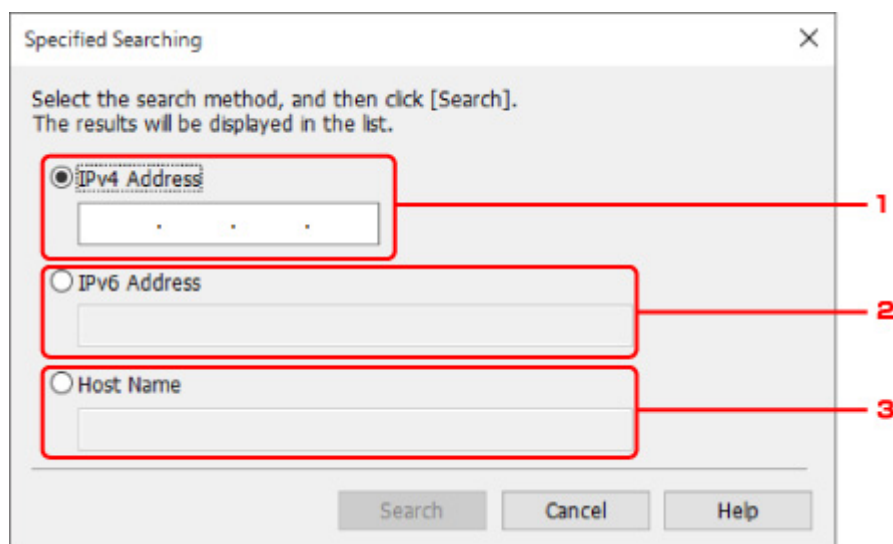 Specified Searching
Select the search method, and then click [Search].
The results will be displayed in the list.
IPv4 Address
1
. . .
IPv6 Address
2
Host Name
3
Search Cancel Help